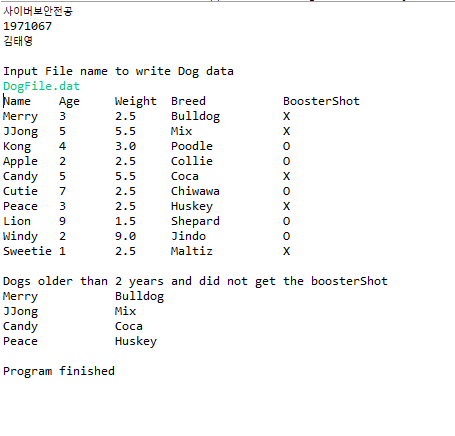 사이버보안전공
1971067
김태영
Input File name to write Dog data
DogFile.dat
Name Age Weight Breed BoosterShot
Merry 3 2.5 Bulldog X
JJong 5 5.5 Mix X
Kong 4 3.0 Poodle O
Apple 2 2.5 Collie O
Candy 5 5.5 Coca X
Cutie 7 2.5 Chiwawa O
Peace 3 2.5 Huskey X
Lion 9 1.5 Shepard O
Windy 2 9.0 Jindo O
Sweetie 1 2.5 Maltiz X
Dogs older than 2 years and did not get the boosterShot
Merry Bulldog
JJong Mix
Candy Coca
Peace Huskey
Program finished